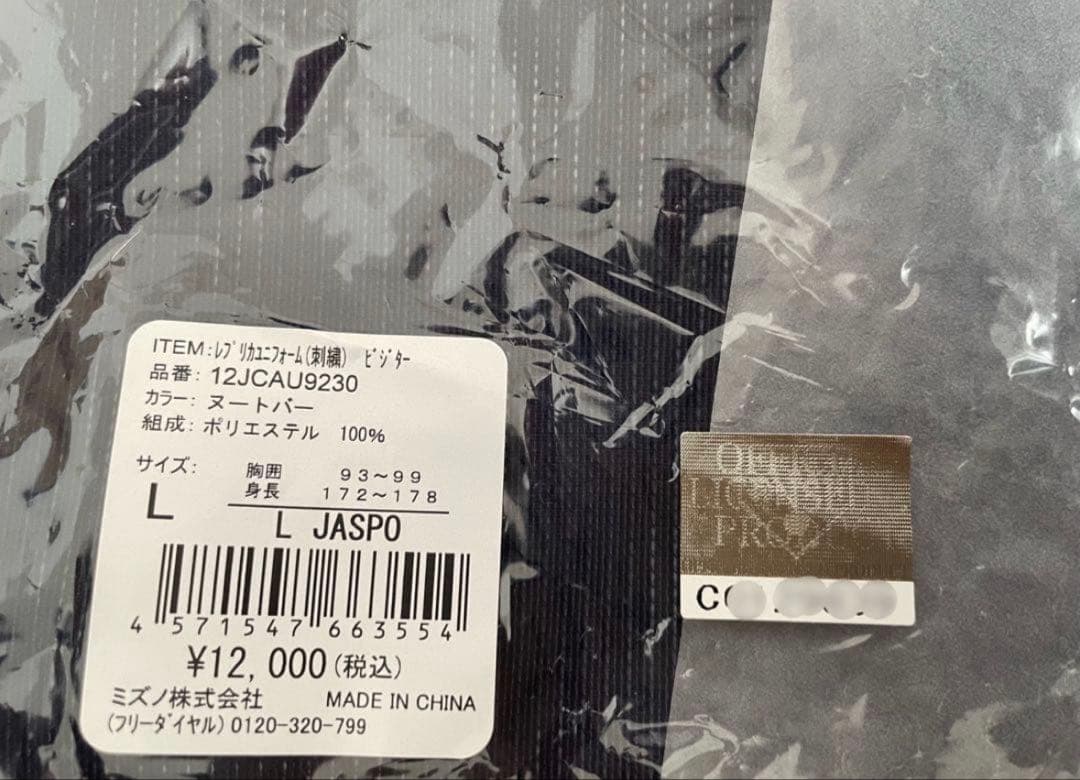 ITEM:ﾚﾌﾟﾘｶﾕﾆﾌｫｰﾑ(刺繍) ﾋﾞｼﾞﾀｰ
品番: 12JCAU9230
カラー: ヌートバー
組成: ポリエステル 100%
サイズ:
胸囲 93~99
身長 172~178
L
L JASPO
4 571547 663554
¥12,000(税込)
ミズノ株式会社 MADE IN CHINA
(フリーダイヤル) 0120-320-799
C